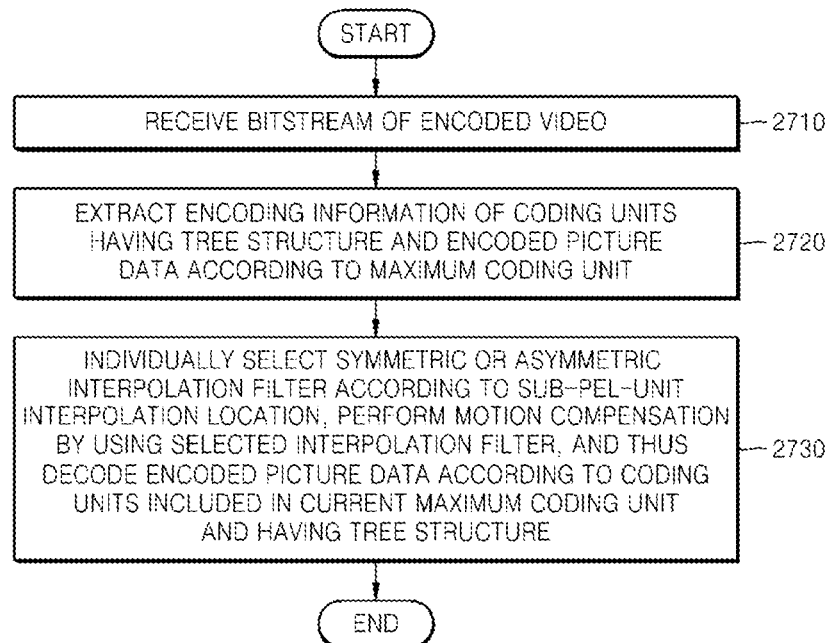 START
RECEIVE BITSTREAM OF ENCODED VIDEO
2710
EXTRACT ENCODING INFORMATION OF CODING UNITS
HAVING TREE STRUCTURE AND ENCODED PICTURE
DATA ACCORDING TO MAXIMUM CODING UNIT
2720
INDIVIDUALLY SELECT SYMMETRIC OR ASYMMETRIC
INTERPOLATION FILTER ACCORDING TO SUB-PEL-UNIT
INTERPOLATION LOCATION, PERFORM MOTION COMPENSATION
BY USING SELECTED INTERPOLATION FILTER, AND THUS
DECODE ENCODED PICTURE DATA ACCORDING TO CODING
UNITS INCLUDED IN CURRENT MAXIMUM CODING UNIT
AND HAVING TREE STRUCTURE
2730
END